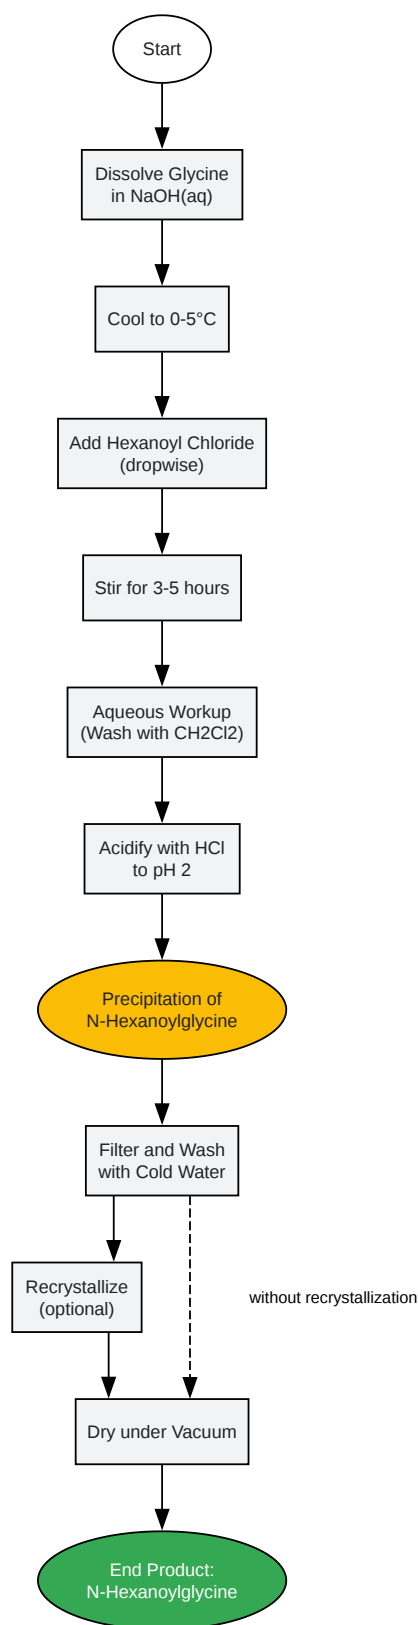 Start
Dissolve Glycine
in NaOH(aq)
Cool to 0-5°C
Add Hexanoyl Chloride
(dropwise)
Stir for 3-5 hours
Aqueous Workup
(Wash with CH2Cl2)
Acidify with HCl
to pH 2
Precipitation of
N-Hexanoylglycine
Filter and Wash
with Cold Water
Recrystallize
(optional)
without recrystallization
Dry under Vacuum
End Product:
N-Hexanoylglycine